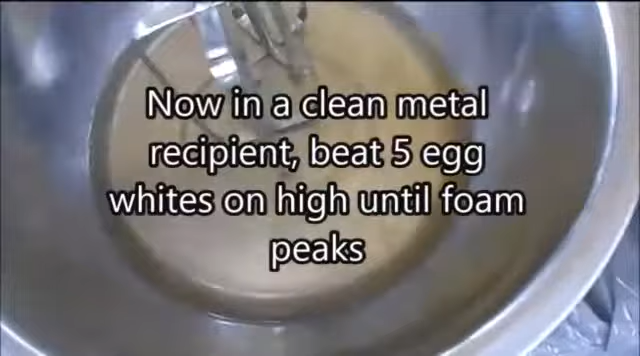 Now in a clean metal
recipient, beat 5 egg
whites on high until foam
peaks